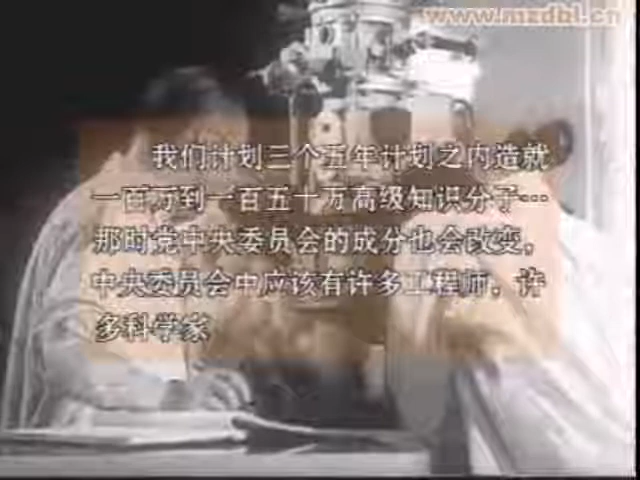 www.mzdbl.cn
我们计划三个五年计划之内造就
一百万到一百五十万高级知识分子…
那时党中央委员会的成分也会改变，
中央委员会中应该有许多工程师，许
多科学家